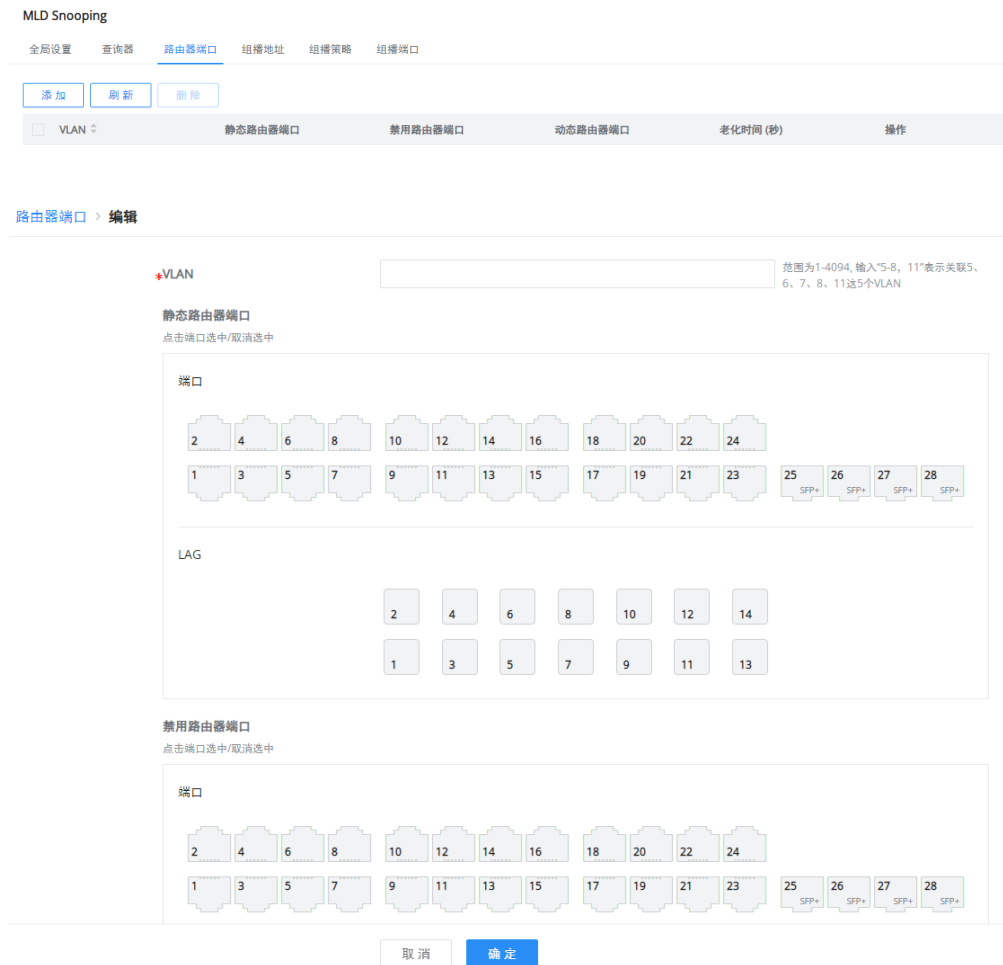 MLD Snooping
全局设置 查询器 路由器端口 组播地址 组播策略 组播端口
添加 刷新 删除
VLAN 静态路由器端口 禁用路由器端口 动态路由器端口 老化时间 (秒) 操作
路由器端口 > 编辑
*VLAN 范围为1-4094, 输入“5-8，11”表示关联5、
6、7、8、11这5个VLAN
静态路由器端口
点击端口选中/取消选中
端口
2 4 6 8 10 12 14 16 18 20 22 24
1 3 5 7 9 11 13 15 17 19 21 23 25 26 27 28
SFP+ SFP+ SFP+ SFP+
LAG
2 4 6 8 10 12 14
1 3 5 7 9 11 13
禁用路由器端口
点击端口选中/取消选中
端口
2 4 6 8 10 12 14 16 18 20 22 24
1 3 5 7 9 11 13 15 17 19 21 23 25 26 27 28
SFP+ SFP+ SFP+ SFP+
取消 确定